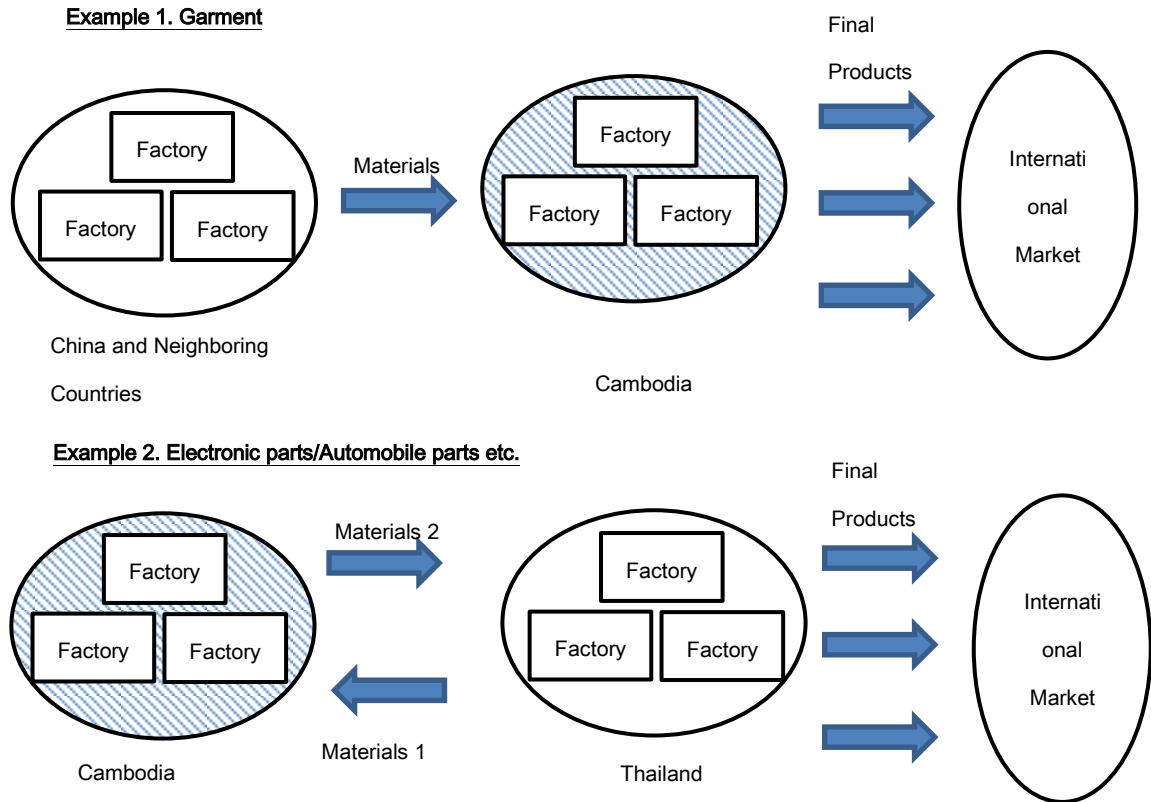 Example 1. Garment
Final
Products
Factory
Factory
Factory
Materials
Factory
Factory
Factory
Internati
onal
Market
China and Neighboring
Countries
Cambodia
Example 2. Electronic parts/Automobile parts etc.
Final
Products
Factory
Factory
Factory
Materials 2
Materials 1
Factory
Factory
Factory
Internati
onal
Market
Cambodia
Thailand